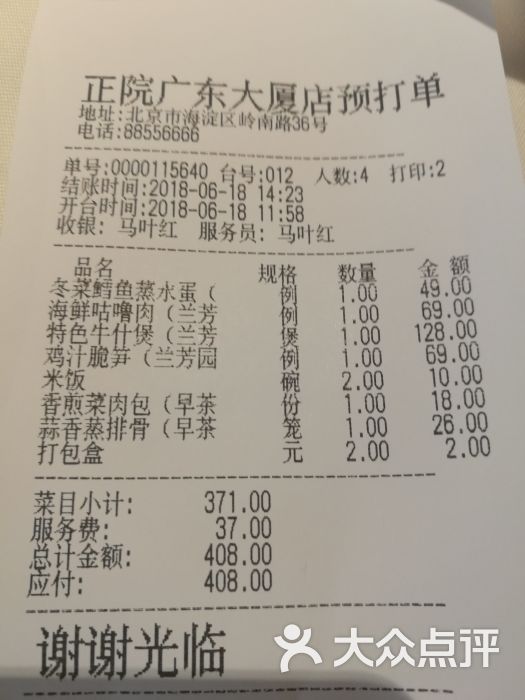 正院广东大厦店预打单
地址:北京市海淀区岭南路36号
电话:88556666
单号:0000115640 台号:012 人数:4 打印:2
结账时间:2018-06-18 14:23
开台时间:2018-06-18 11:58
收银: 马叶红 服务员: 马叶红
品名 规格 数量 金额
冬菜鳕鱼蒸水蛋( 例 1.00 49.00
海鲜咕噜肉(兰芳 例 1.00 69.00
特色牛什煲(兰芳 煲 1.00 128.00
鸡汁脆笋(兰芳园 例 1.00 69.00
米饭 碗 2.00 10.00
香煎菜肉包(早茶 份 1.00 18.00
蒜香蒸排骨(早茶 笼 1.00 26.00
打包盒 元 2.00 2.00
菜目小计: 371.00
服务费: 37.00
总计金额: 408.00
应付: 408.00
谢谢光临
大众点评